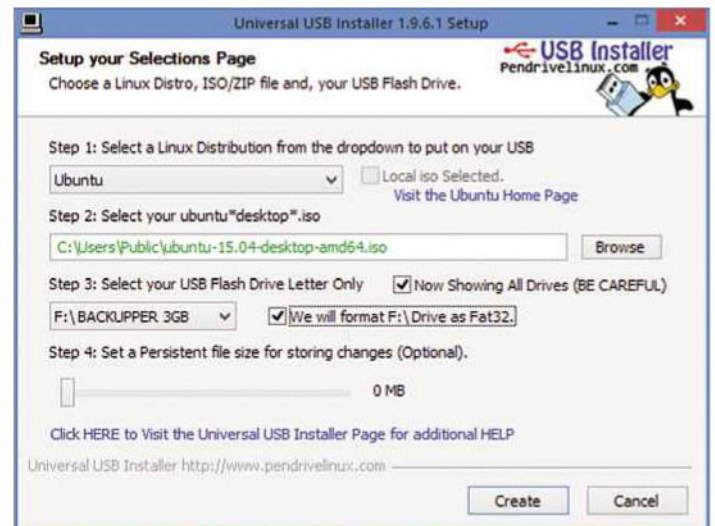 Universal USB Installer 1.9.6.1 Setup
Setup your Selections Page
Choose a Linux Distro, ISO/ZIP file and, your USB Flash Drive.
USB Installer
Pendrivelinux.com
Step 1: Select a Linux Distribution from the dropdown to put on your USB
Ubuntu
Local iso Selected.
Visit the Ubuntu Home Page
Step 2: Select your ubuntu*desktop*.iso
C:\Users\Public\ubuntu-15.04-desktop-amd64.iso
Browse
Step 3: Select your USB Flash Drive Letter Only
Now Showing All Drives (BE CAREFUL)
F:\ BACKUPPER 3GB
We will format F:\ Drive as Fat32.
Step 4: Set a Persistent file size for storing changes (Optional).
0 MB
Click HERE to Visit the Universal USB Installer Page for additional HELP
Universal USB Installer http://www.pendrivelinux.com
Create
Cancel